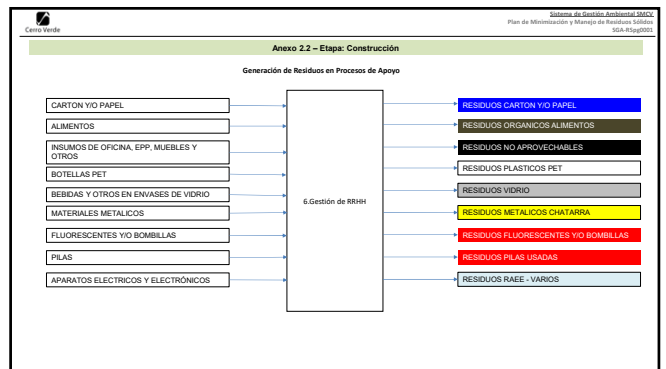 Cerro Verde
Sistema de Gestión Ambiental SMCV
Plan de Minimización y Manejo de Residuos Sólidos
SGA-RSpg0001
Anexo 2.2 – Etapa: Construcción
Generación de Residuos en Procesos de Apoyo
CARTON Y/O PAPEL
ALIMENTOS
INSUMOS DE OFICINA, EPP, MUEBLES Y
OTROS
BOTELLAS PET
BEBIDAS Y OTROS EN ENVASES DE VIDRIO
MATERIALES METALICOS
FLUORESCENTES Y/O BOMBILLAS
PILAS
APARATOS ELECTRICOS Y ELECTRÓNICOS
6.Gestión de RRHH
RESIDUOS CARTON Y/O PAPEL
RESIDUOS ORGANICOS ALIMENTOS
RESIDUOS NO APROVECHABLES
RESIDUOS PLASTICOS PET
RESIDUOS VIDRIO
RESIDUOS METALICOS CHATARRA
RESIDUOS FLUORESCENTES Y/O BOMBILLAS
RESIDUOS PILAS USADAS
RESIDUOS RAEE - VARIOS